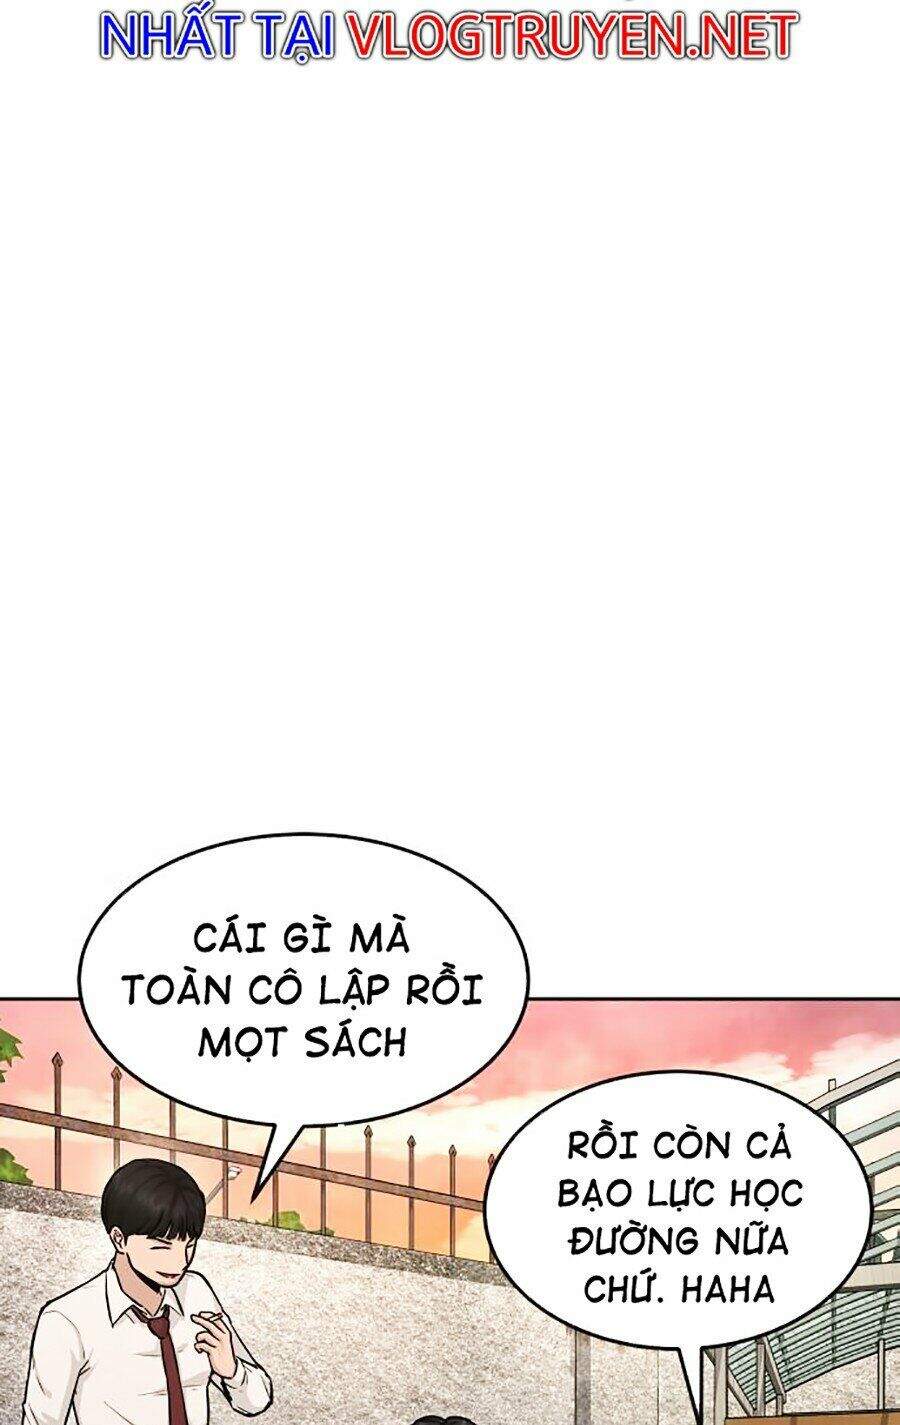 NHẤT TẠI VLOGTRUYEN.NET
CÁI GÌ MÀ
TOÀN CÔ LẬP RỒI
MỌT SÁCH
RỒI CÒN CẢ
BẠO LỰC HỌC
ĐƯỜNG NỮA
CHỨ. HAHA